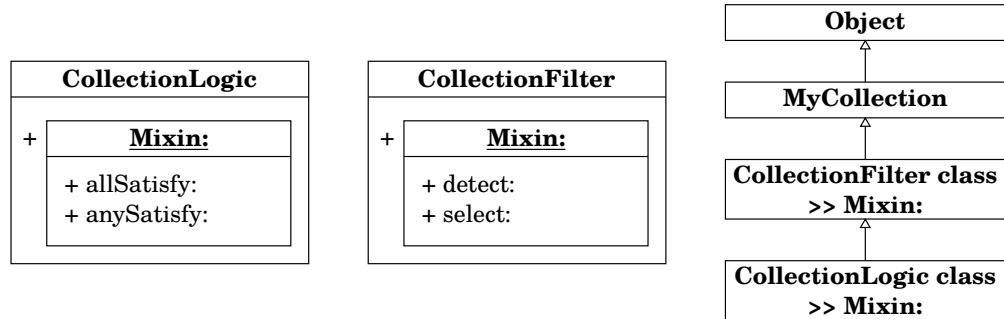 CollectionLogic
+
Mixin:
+ allSatisfy:
+ anySatisfy:
CollectionFilter
+
Mixin:
+ detect:
+ select:
Object
MyCollection
CollectionFilter class
>> Mixin:
CollectionLogic class
>> Mixin: